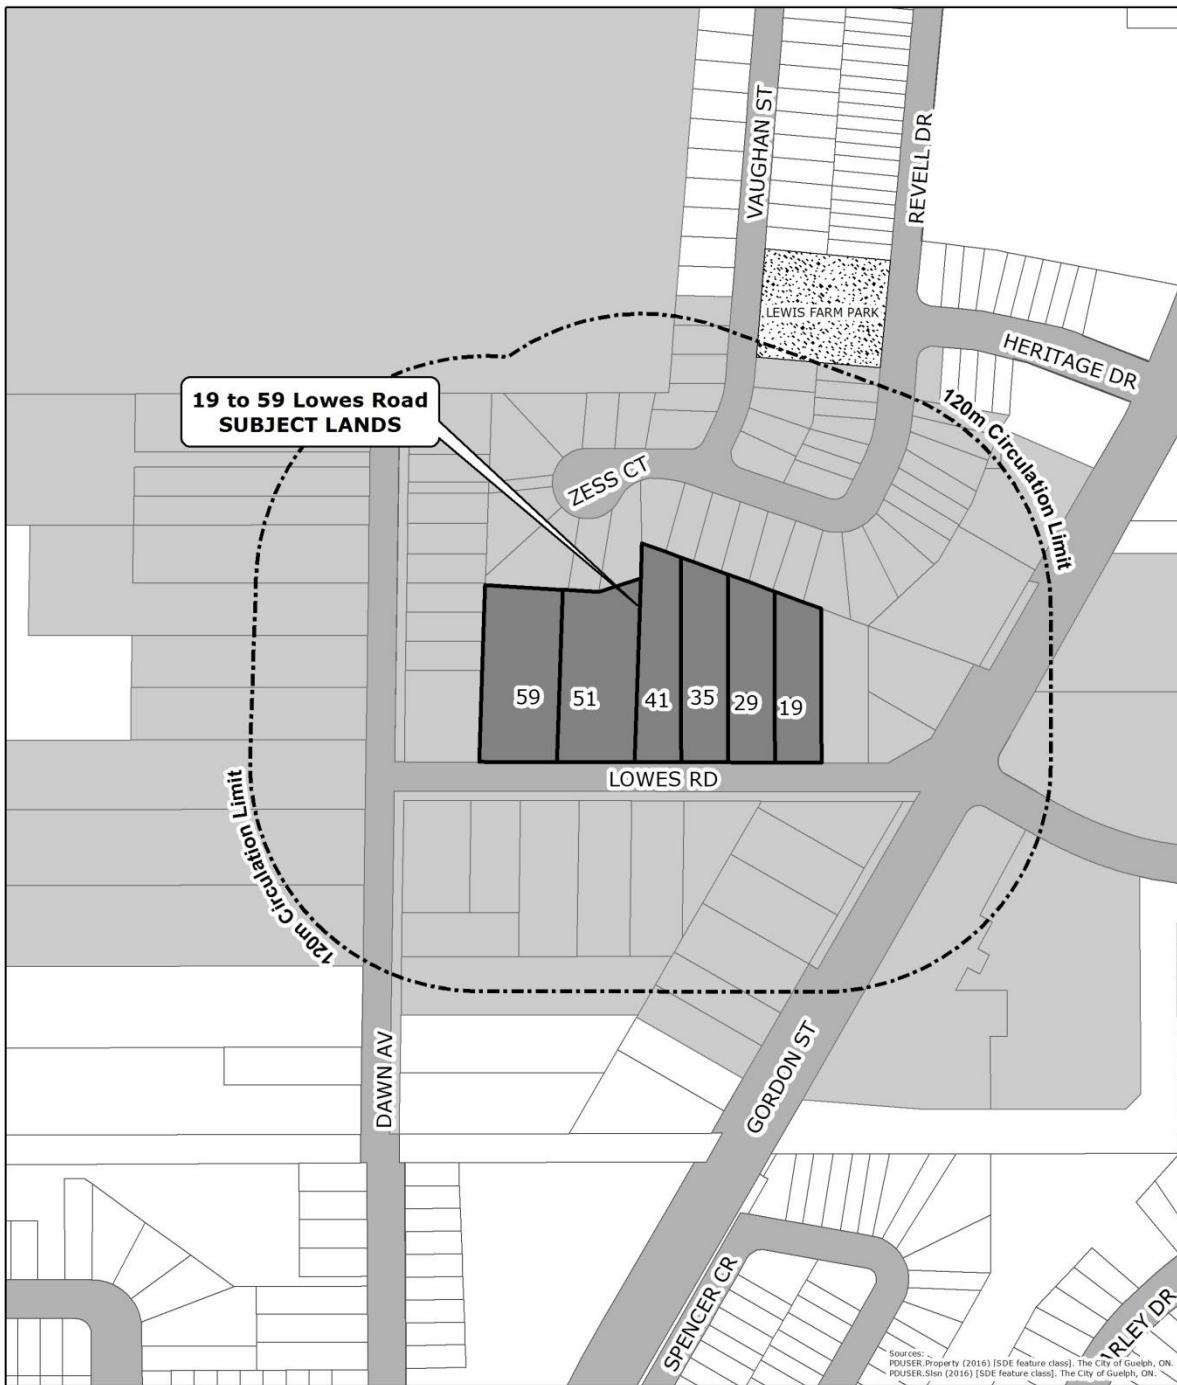 VAUGHAN ST
REVELL DR
LEWIS FARM PARK
HERITAGE DR
19 to 59 Lowes Road
SUBJECT LANDS
120m Circulation Limit
ZESS CT
59
51
41
35
29
19
LOWES RD
120m Circulation Limit
DAWN AV
GORDON ST
SPENCER CR
ARLEY DR
Sources:
PDUSER.Property (2016) [SDE feature class]. The City of Guelph, ON.
PDUSER.Slsn (2016) [SDE feature class]. The City of Guelph, ON.